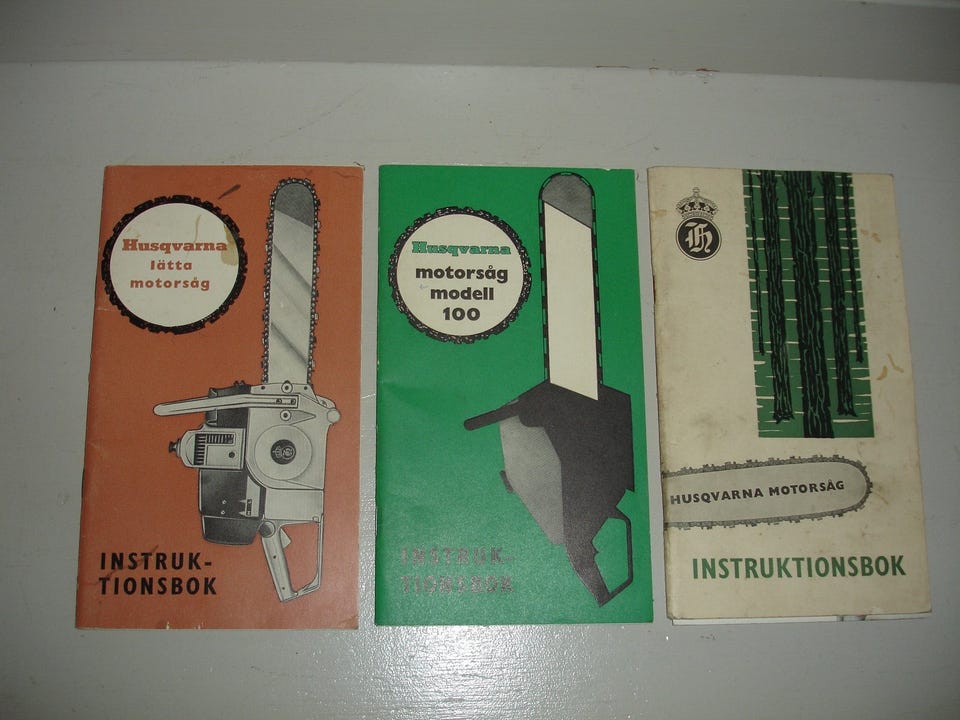 Husqvarna
lätta
motorsåg
INSTRUK-
TIONSBOK
Husqvarna
motorsåg
modell
100
INSTRUK-
TIONSBOK
H
HUSQVARNA MOTORSÅG
INSTRUKTIONSBOK